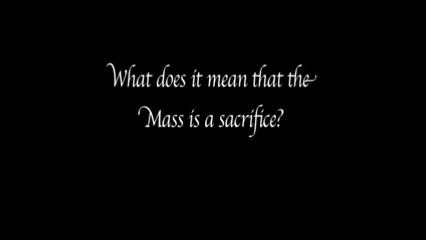 What does it mean that the
Mass is a sacrifice?